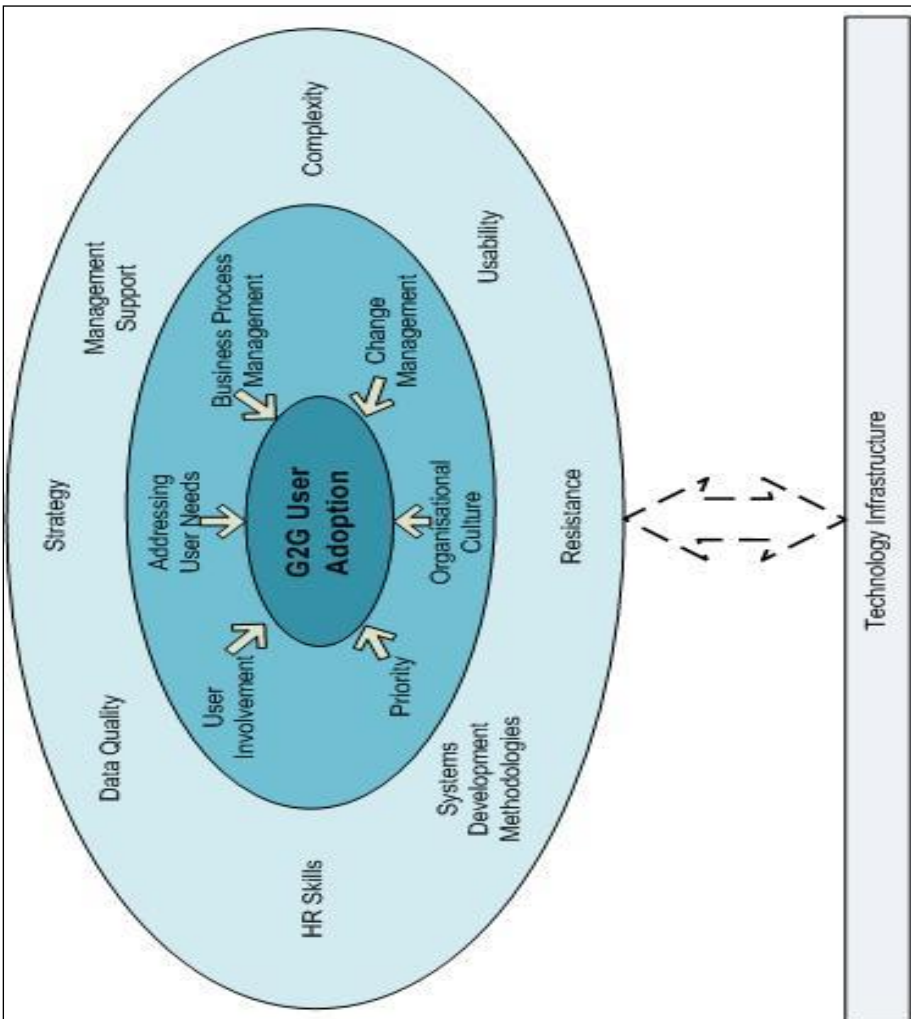 Strategy
Data Quality
Management
Support
User
Involvement
Addressing
User Needs
Business Process
Management
HR Skills
G2G User
Adoption
Complexity
Priority
Organisational
Culture
Change
Management
Systems
Development
Methodologies
Usability
Resistance
Technology Infrastructure